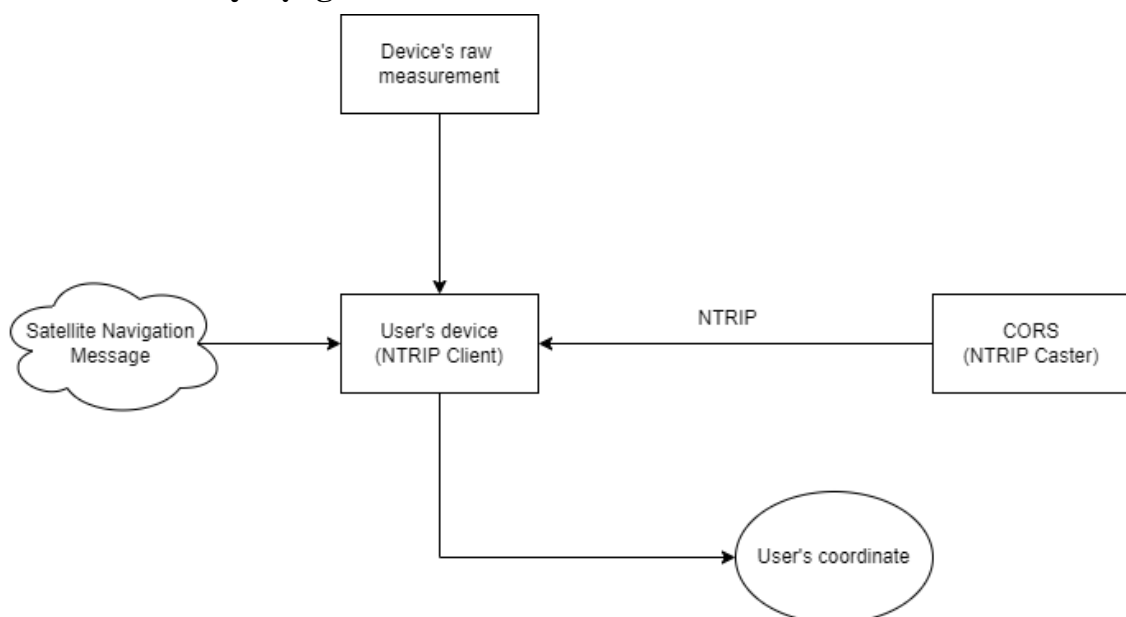 Device's raw
measurement
Satellite Navigation
Message
User's device
(NTRIP Client)
NTRIP
CORS
(NTRIP Caster)
User's coordinate